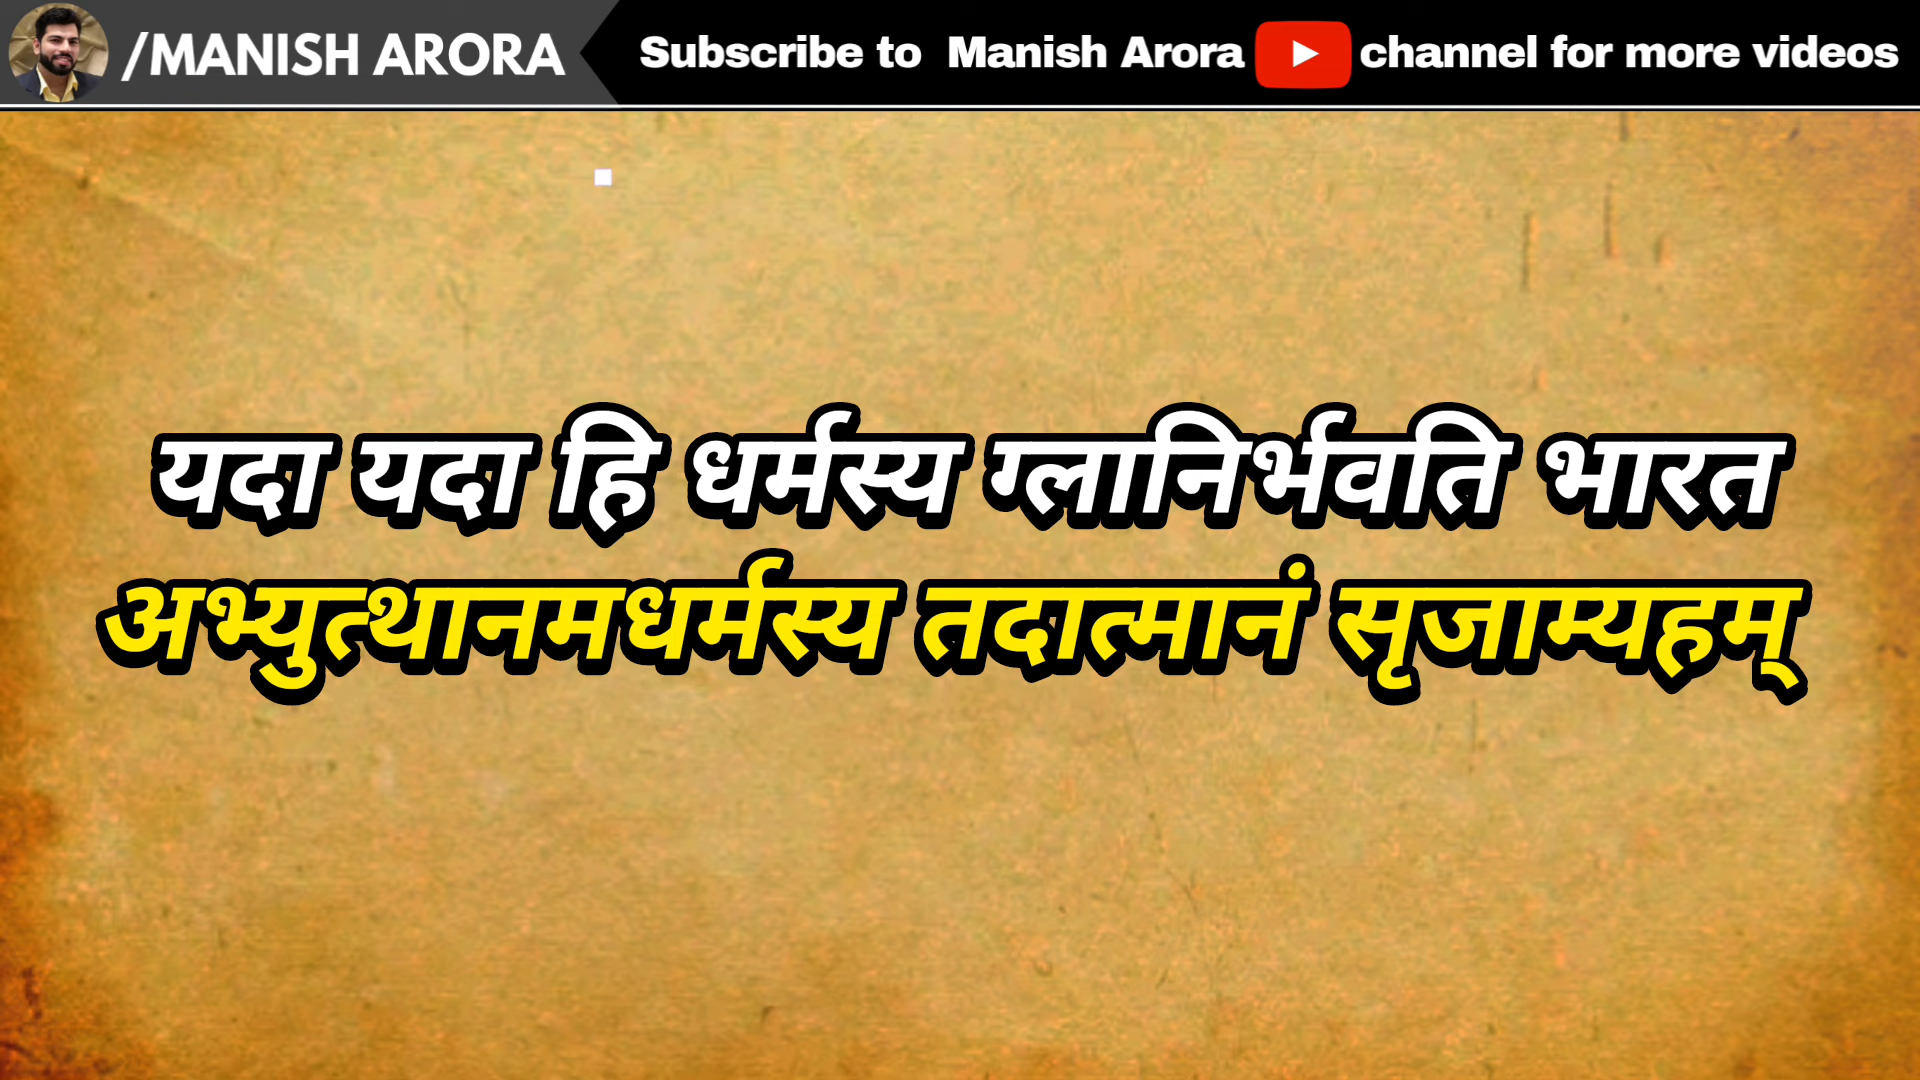 /MANISH ARORA
Subscribe to Manish Arora channel for more videos
यदा यदा हि धर्मस्य ग्लानिर्भवति भारत
अभ्युत्थानमधर्मस्य तदात्मानं सृजाम्यहम्